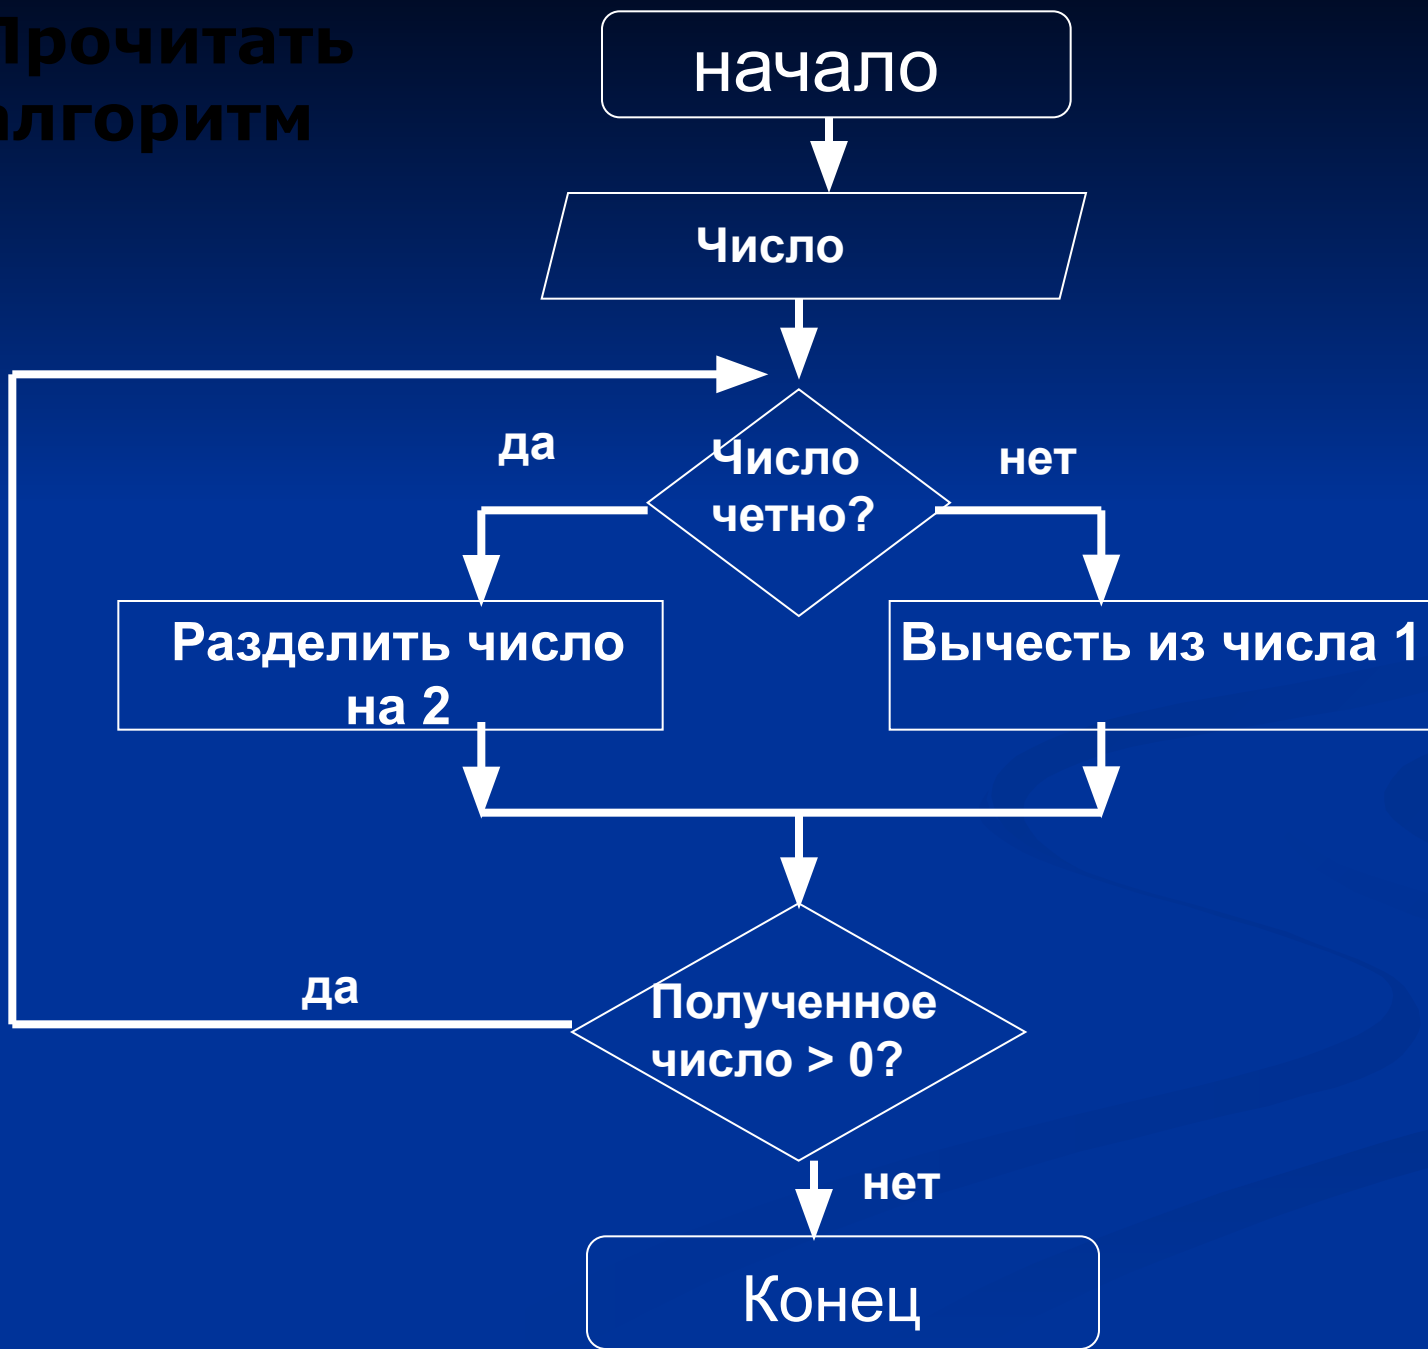 Прочитать
алгоритм
начало
Число
да
Число
четно?
нет
Разделить число
на 2
Вычесть из числа 1
да
Полученное
число > 0?
нет
Конец